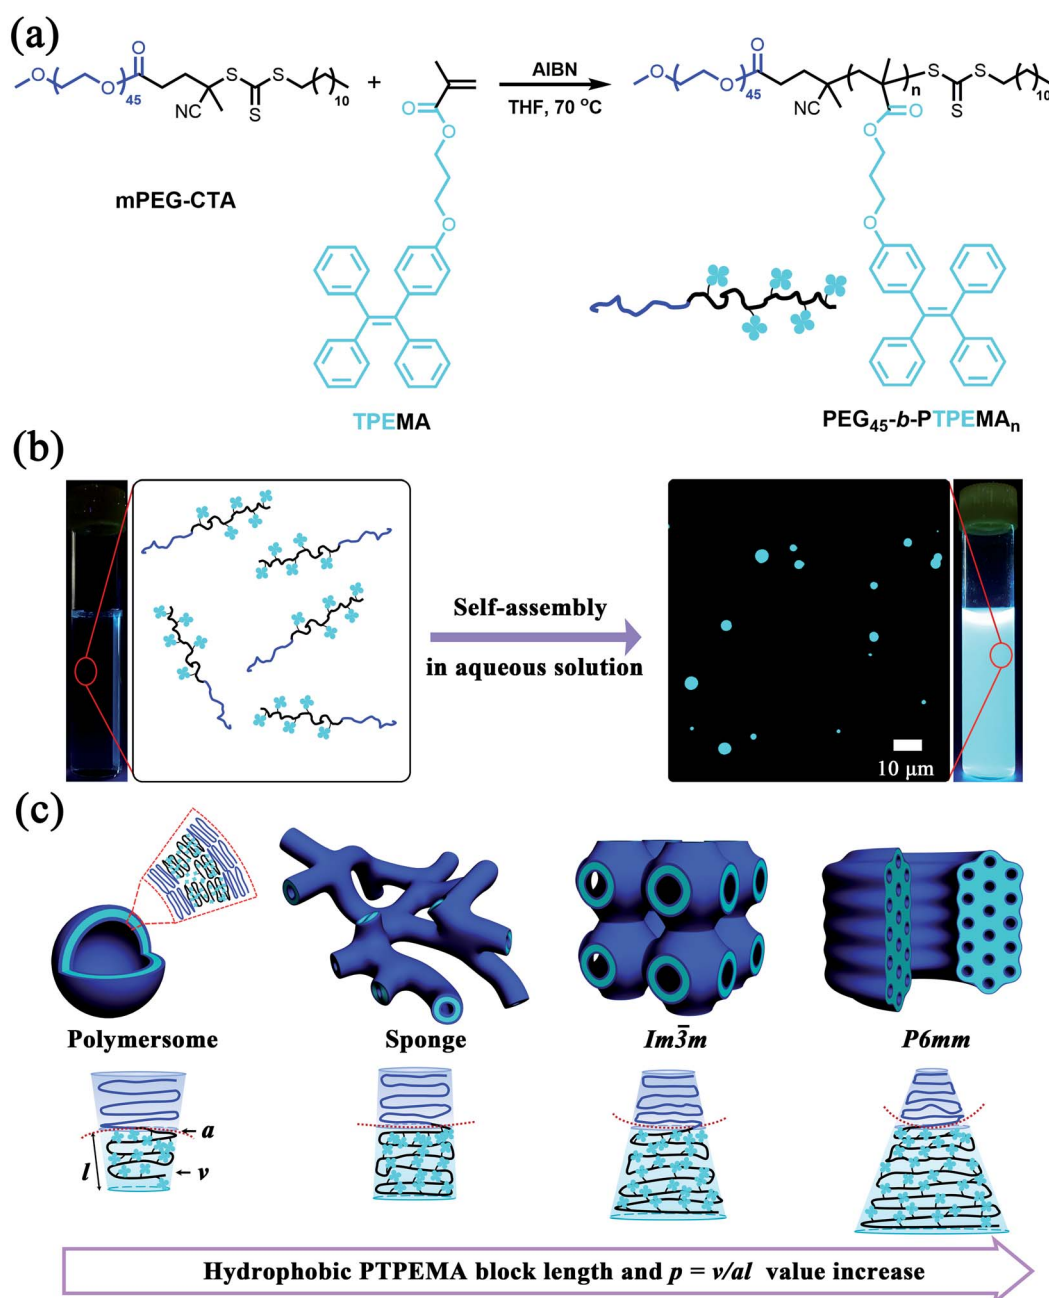 (a)
O
O
O
45
NC
S
S
S
10
+
O
O
O
AIBN
THF, 70 °C
O
O
O
45
NC
n
S
S
S
10
O
O
O
mPEG-CTA
TPEMA
PEG45-b-PTPEMAn
(b)
Self-assembly
in aqueous solution
10 μm
(c)
Polymersome
Sponge
Im3̅m
P6mm
a
l
v
Hydrophobic PTPEMA block length and p = v/al value increase